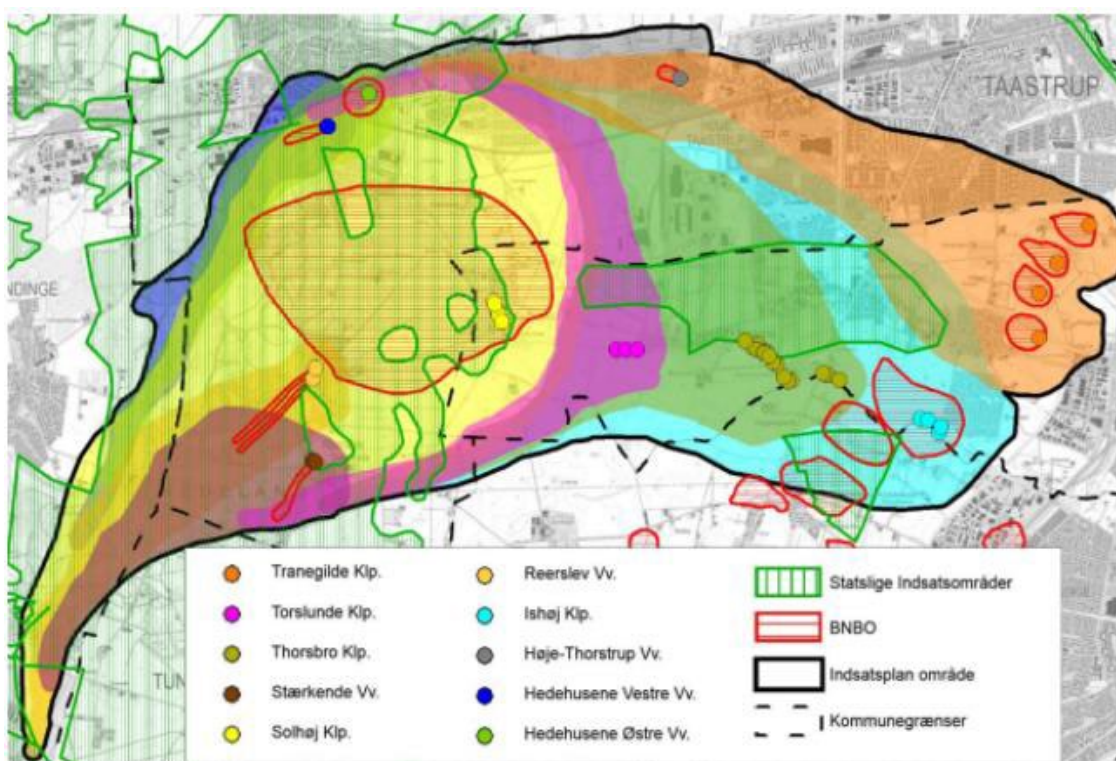 TAASTRUP
NDINGE
TUN
Tranegilde Klp.
Torslunde Klp.
Thorsbro Klp.
Stærkende Vv.
Solhøj Klp.
Reerslev Vv.
Ishøj Klp.
Høje-Thorstrup Vv.
Hedehusene Vestre Vv.
Hedehusene Østre Vv.
Statslige Indsatsområder
BNBO
Indsatsplan område
Kommunegrænser